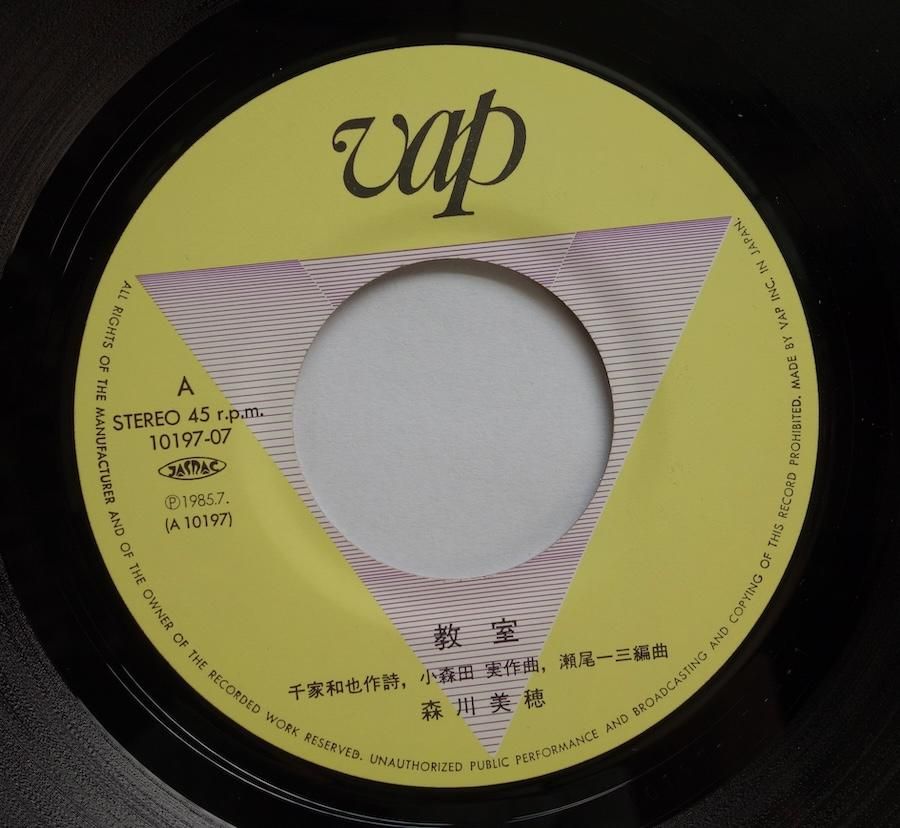 vap
A
STEREO 45 r.p.m.
10197-07
JASRAC
Ⓟ1985.7.
(A 10197)
教室
千家和也作詩, 小森田 実作曲, 瀬尾一三編曲
森川美穂
ALL RIGHTS OF THE MANUFACTURER AND OF THE OWNER OF THE RECORDED WORK RESERVED. UNAUTHORIZED PUBLIC PERFORMANCE AND BROADCASTING AND COPYING OF THIS RECORD PROHIBITED. MADE BY VAP INC. IN JAPAN.